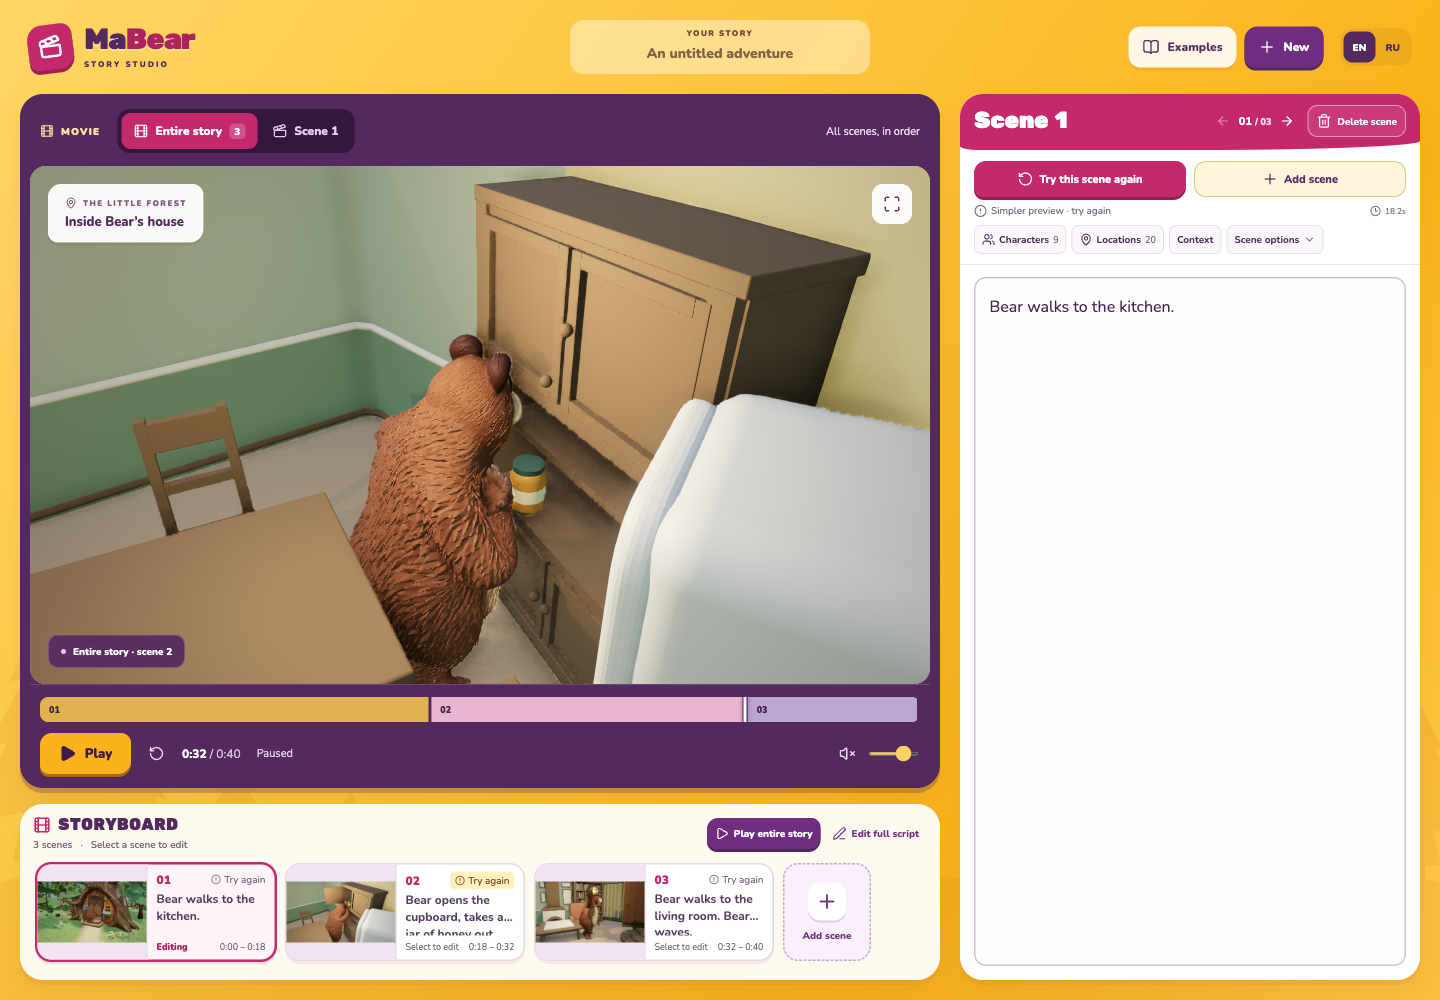 MaBear
STORY STUDIO
YOUR STORY
An untitled adventure
Examples
New
EN
RU
MOVIE
Entire story 3
Scene 1
All scenes, in order
THE LITTLE FOREST
Inside Bear's house
Entire story · scene 2
01
02
03
Play
0:32 / 0:40
Paused
STORYBOARD
3 scenes · Select a scene to edit
Play entire story
Edit full script
01
Try again
Bear walks to the
kitchen.
Editing
0:00 – 0:18
02
Try again
Bear opens the
cupboard, takes a...
jar of honey out
Select to edit
0:18 – 0:32
03
Try again
Bear walks to the
living room. Bear...
waves.
Select to edit
0:32 – 0:40
Add scene
Scene 1
01 / 03
Delete scene
Try this scene again
Add scene
Simpler preview · try again
18.2s
Characters 9
Locations 20
Context
Scene options
Bear walks to the kitchen.